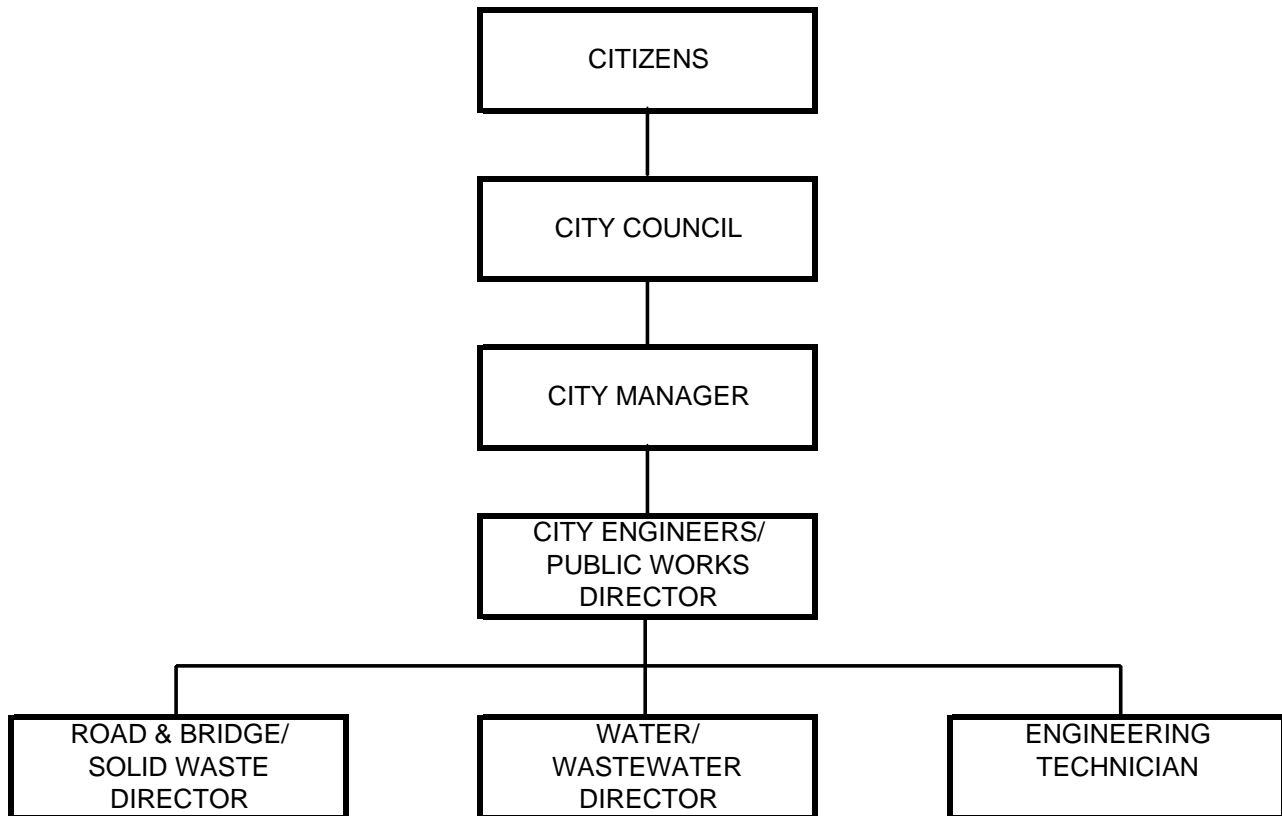 CITIZENS
CITY COUNCIL
CITY MANAGER
CITY ENGINEERS/
PUBLIC WORKS
DIRECTOR
ROAD & BRIDGE/
SOLID WASTE
DIRECTOR
WATER/
WASTEWATER
DIRECTOR
ENGINEERING
TECHNICIAN